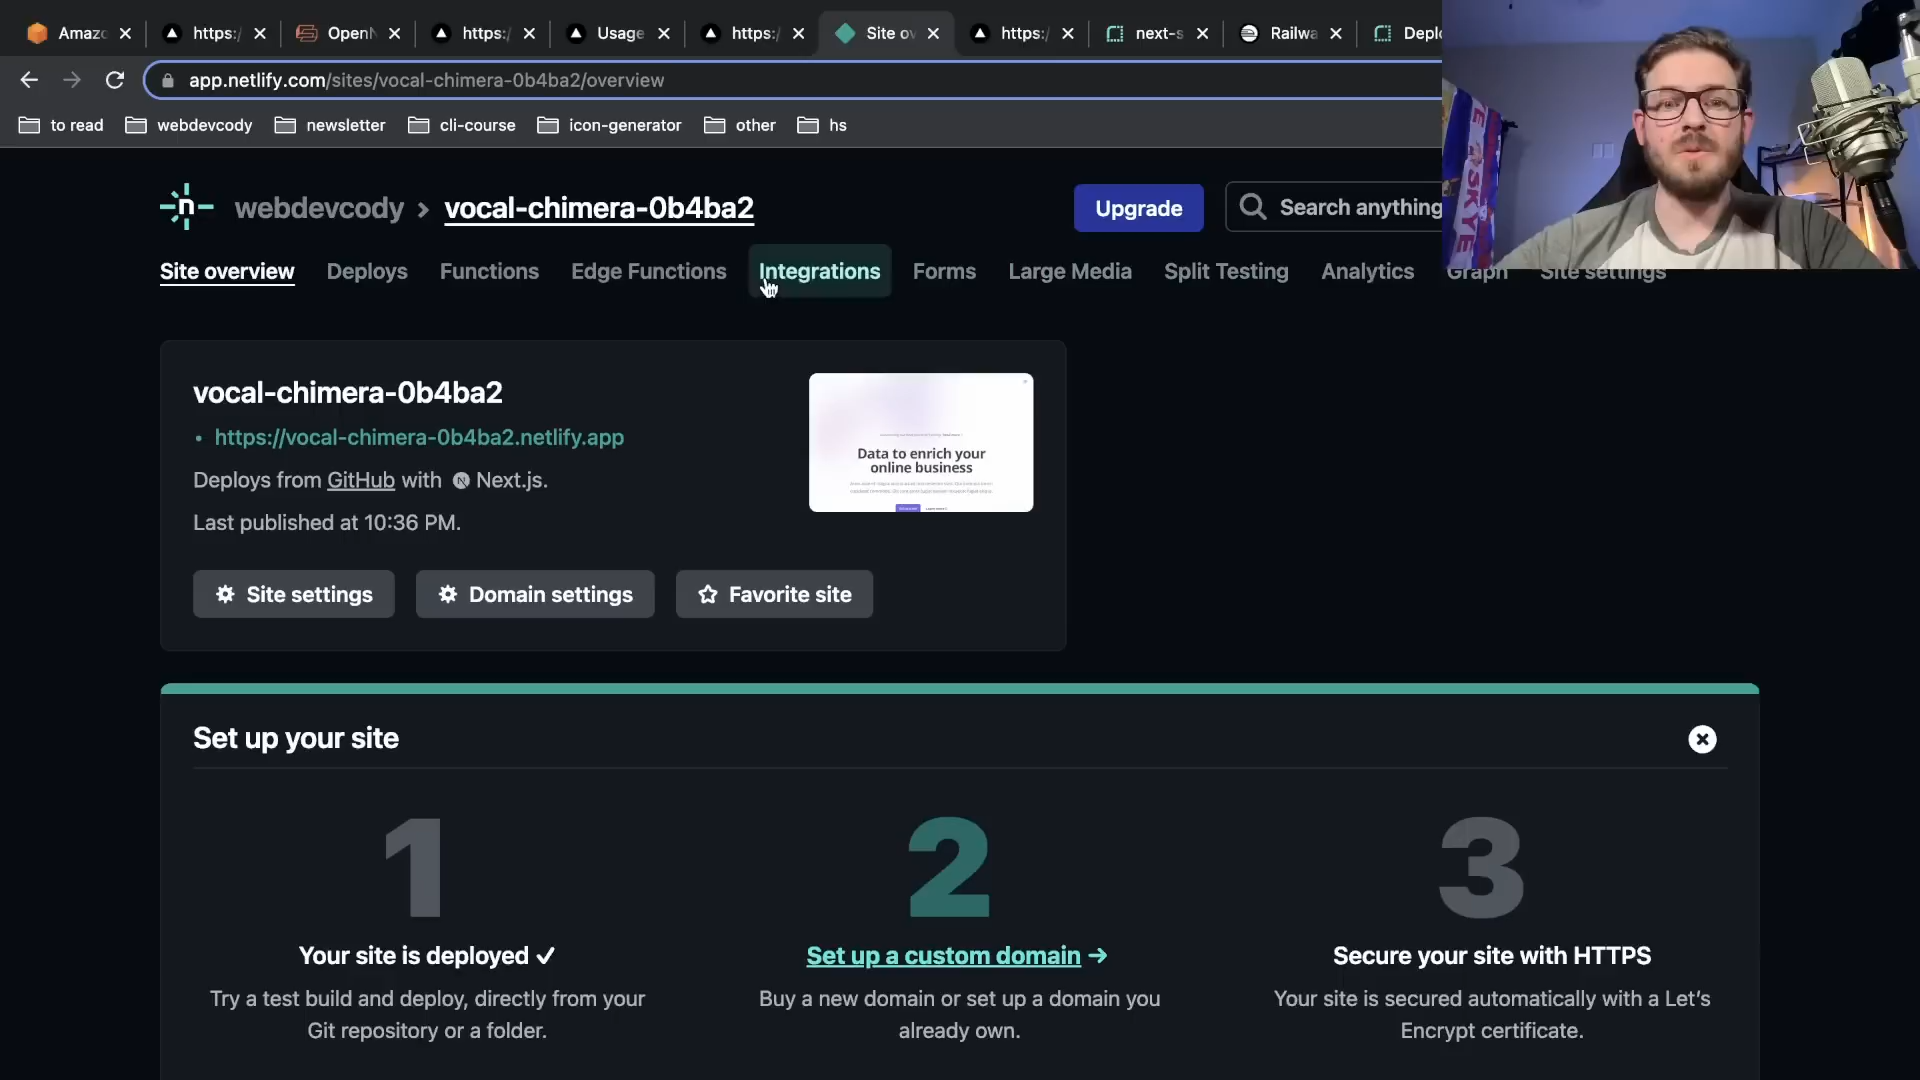 Amazo
https:/
OpenN
https:/
Usage
https:/
Site ov
https:/
next-s
Railwa
Deplo
app.netlify.com/sites/vocal-chimera-0b4ba2/overview
to read
webdevcody
newsletter
cli-course
icon-generator
other
hs
webdevcody > vocal-chimera-0b4ba2
Upgrade
Search anything
Site overview
Deploys
Functions
Edge Functions
Integrations
Forms
Large Media
Split Testing
Analytics
Graph
Site settings
vocal-chimera-0b4ba2
https://vocal-chimera-0b4ba2.netlify.app
Deploys from GitHub with Next.js.
Last published at 10:36 PM.
Data to enrich your
online business
Site settings
Domain settings
Favorite site
Set up your site
1
Your site is deployed ✓
Try a test build and deploy, directly from your
Git repository or a folder.
2
Set up a custom domain →
Buy a new domain or set up a domain you
already own.
3
Secure your site with HTTPS
Your site is secured automatically with a Let's
Encrypt certificate.